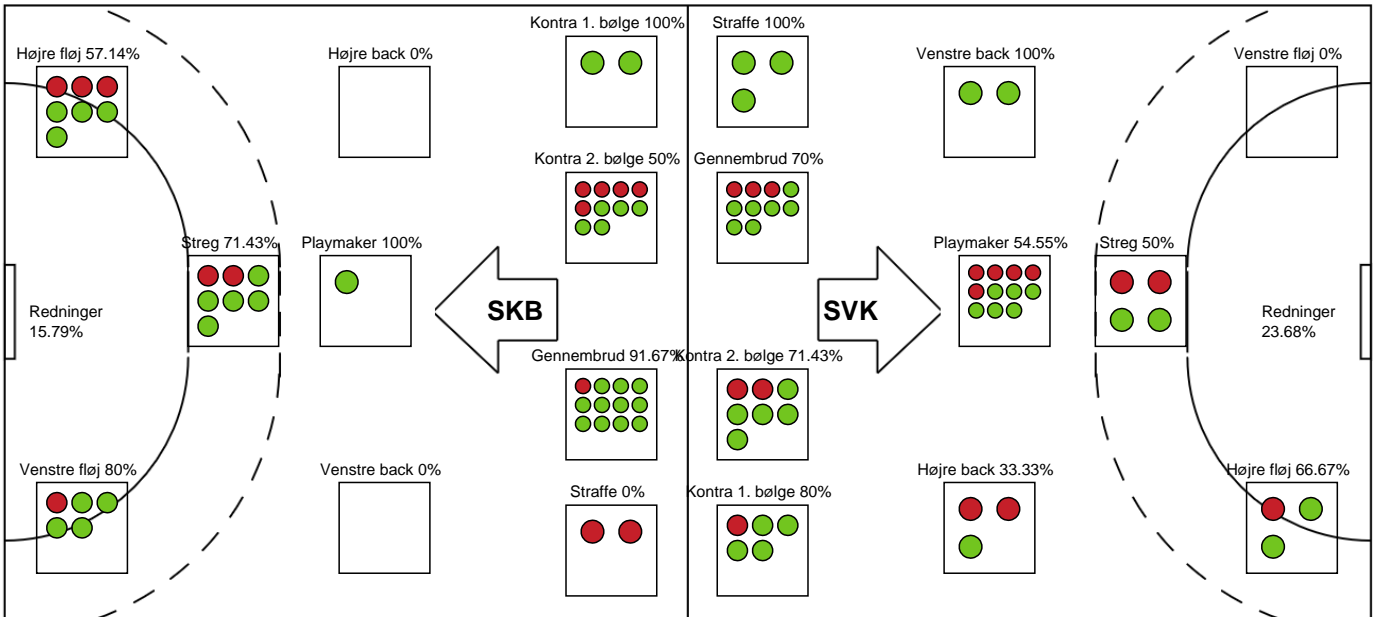 Kontra 1. bølge 100%
Straffe 100%
Højre fløj 57.14%
Højre back 0%
Venstre back 100%
Venstre fløj 0%
Kontra 2. bølge 50%
Gennembrud 70%
Streg 71.43%
Playmaker 100%
Playmaker 54.55%
Streg 50%
Redninger
15.79%
SKB
SVK
Redninger
23.68%
Gennembrud 91.67%
Kontra 2. bølge 71.43%
Venstre fløj 80%
Venstre back 0%
Højre back 33.33%
Højre fløj 66.67%
Straffe 0%
Kontra 1. bølge 80%